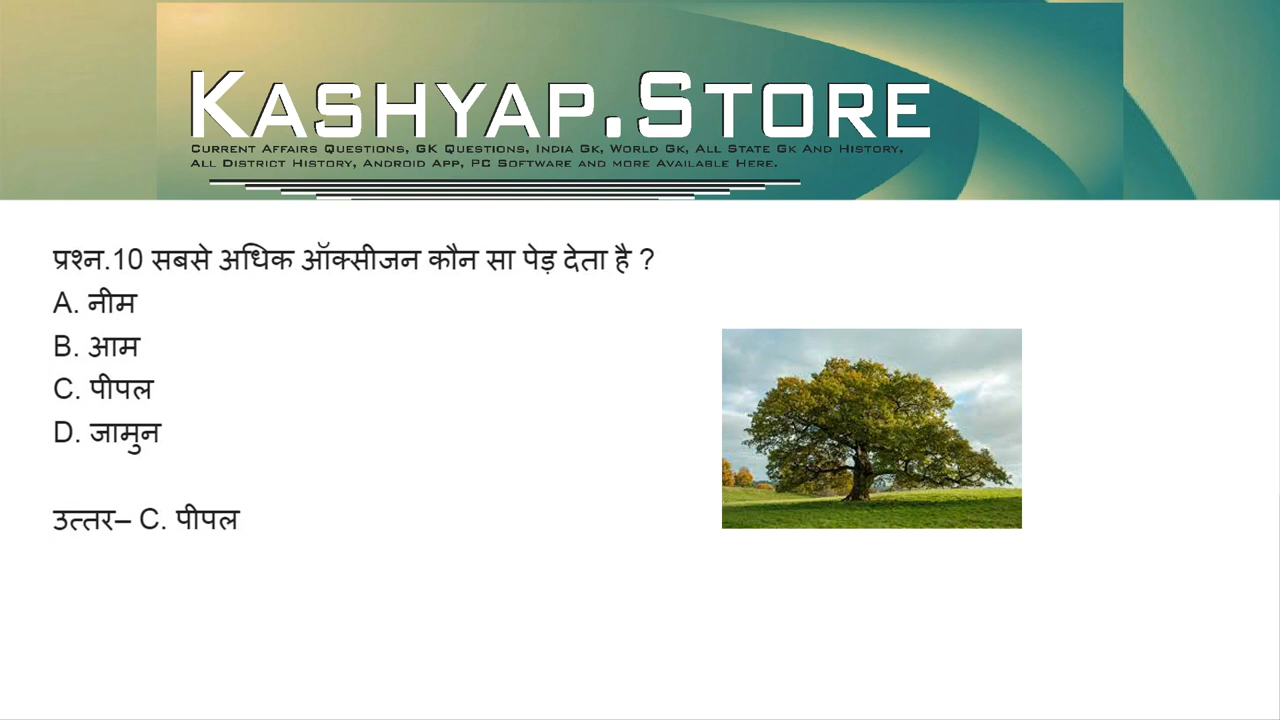 KASHYAP.STORE
CURRENT AFFAIRS QUESTIONS, GK QUESTIONS, INDIA GK, WORLD GK, ALL STATE GK AND HISTORY,
ALL DISTRICT HISTORY, ANDROID APP, PC SOFTWARE AND MORE AVAILABLE HERE.
प्रश्न.10 सबसे अधिक ऑक्सीजन कौन सा पेड़ देता है ?
A. नीम
B. आम
C. पीपल
D. जामुन
उत्तर– C. पीपल